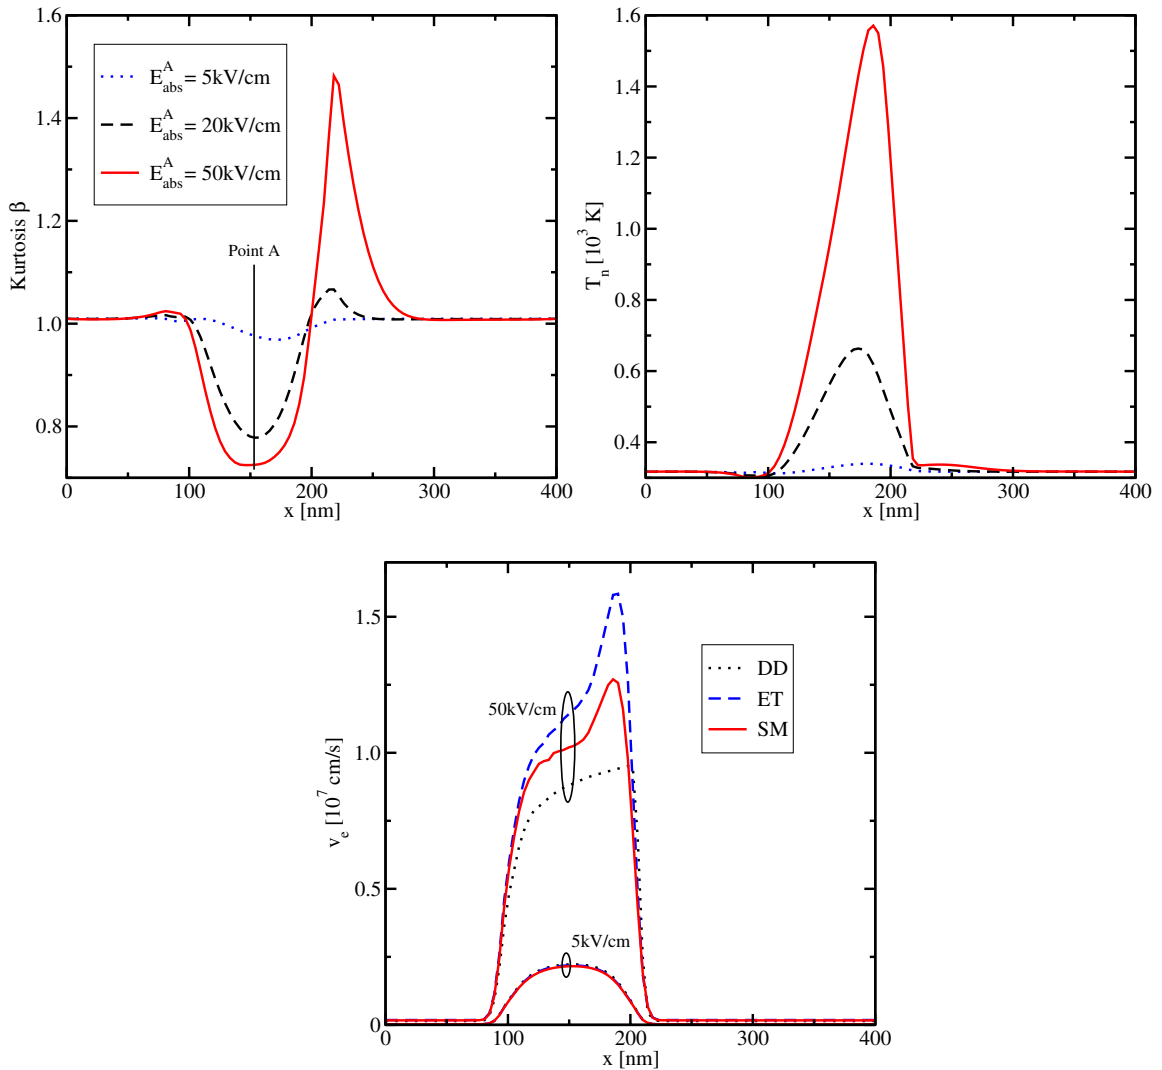 Kurtosis β
1.6
1.4
1.2
1.0
0.8
E^A_abs = 5kV/cm
E^A_abs = 20kV/cm
E^A_abs = 50kV/cm
Point A
0 100 200 300 400
x [nm]
T_n [10^3 K]
1.6
1.4
1.2
1.0
0.8
0.6
0.4
0 100 200 300 400
x [nm]
v_e [10^7 cm/s]
1.5
1.0
0.5
0
50kV/cm
5kV/cm
DD
ET
SM
0 100 200 300 400
x [nm]